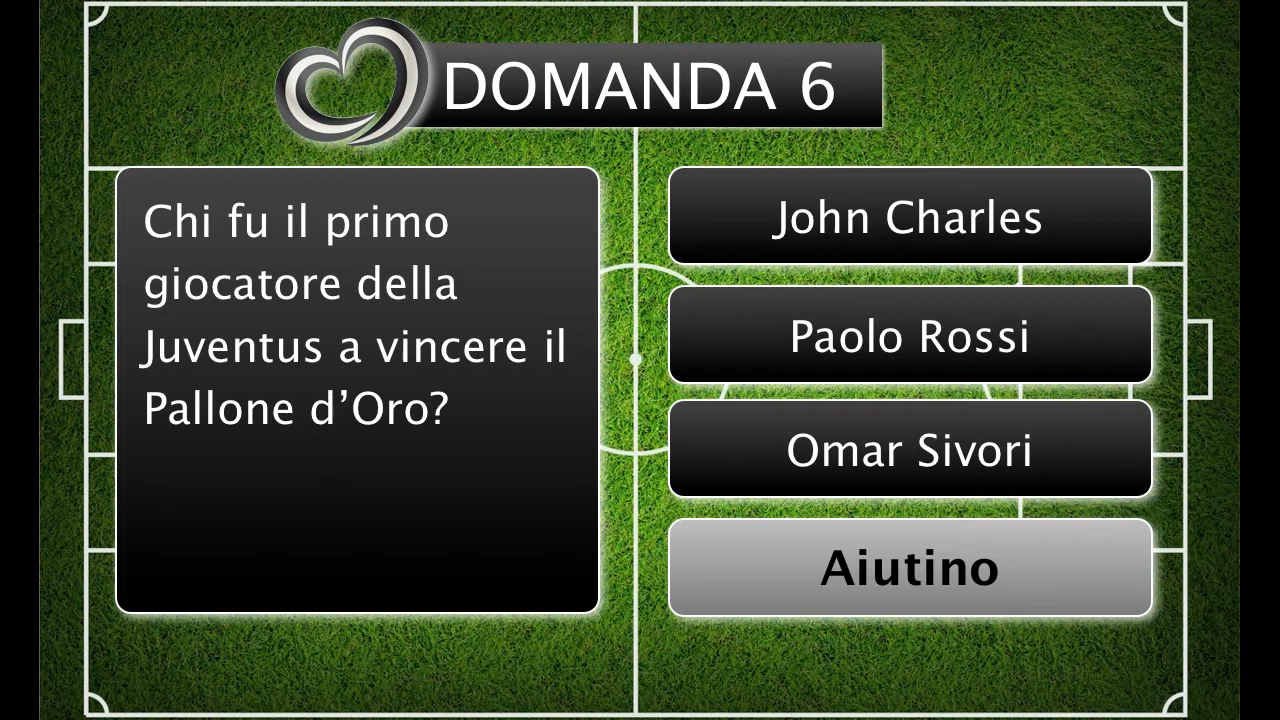 DOMANDA 6
Chi fu il primo
giocatore della
Juventus a vincere il
Pallone d’Oro?
John Charles
Paolo Rossi
Omar Sivori
Aiutino